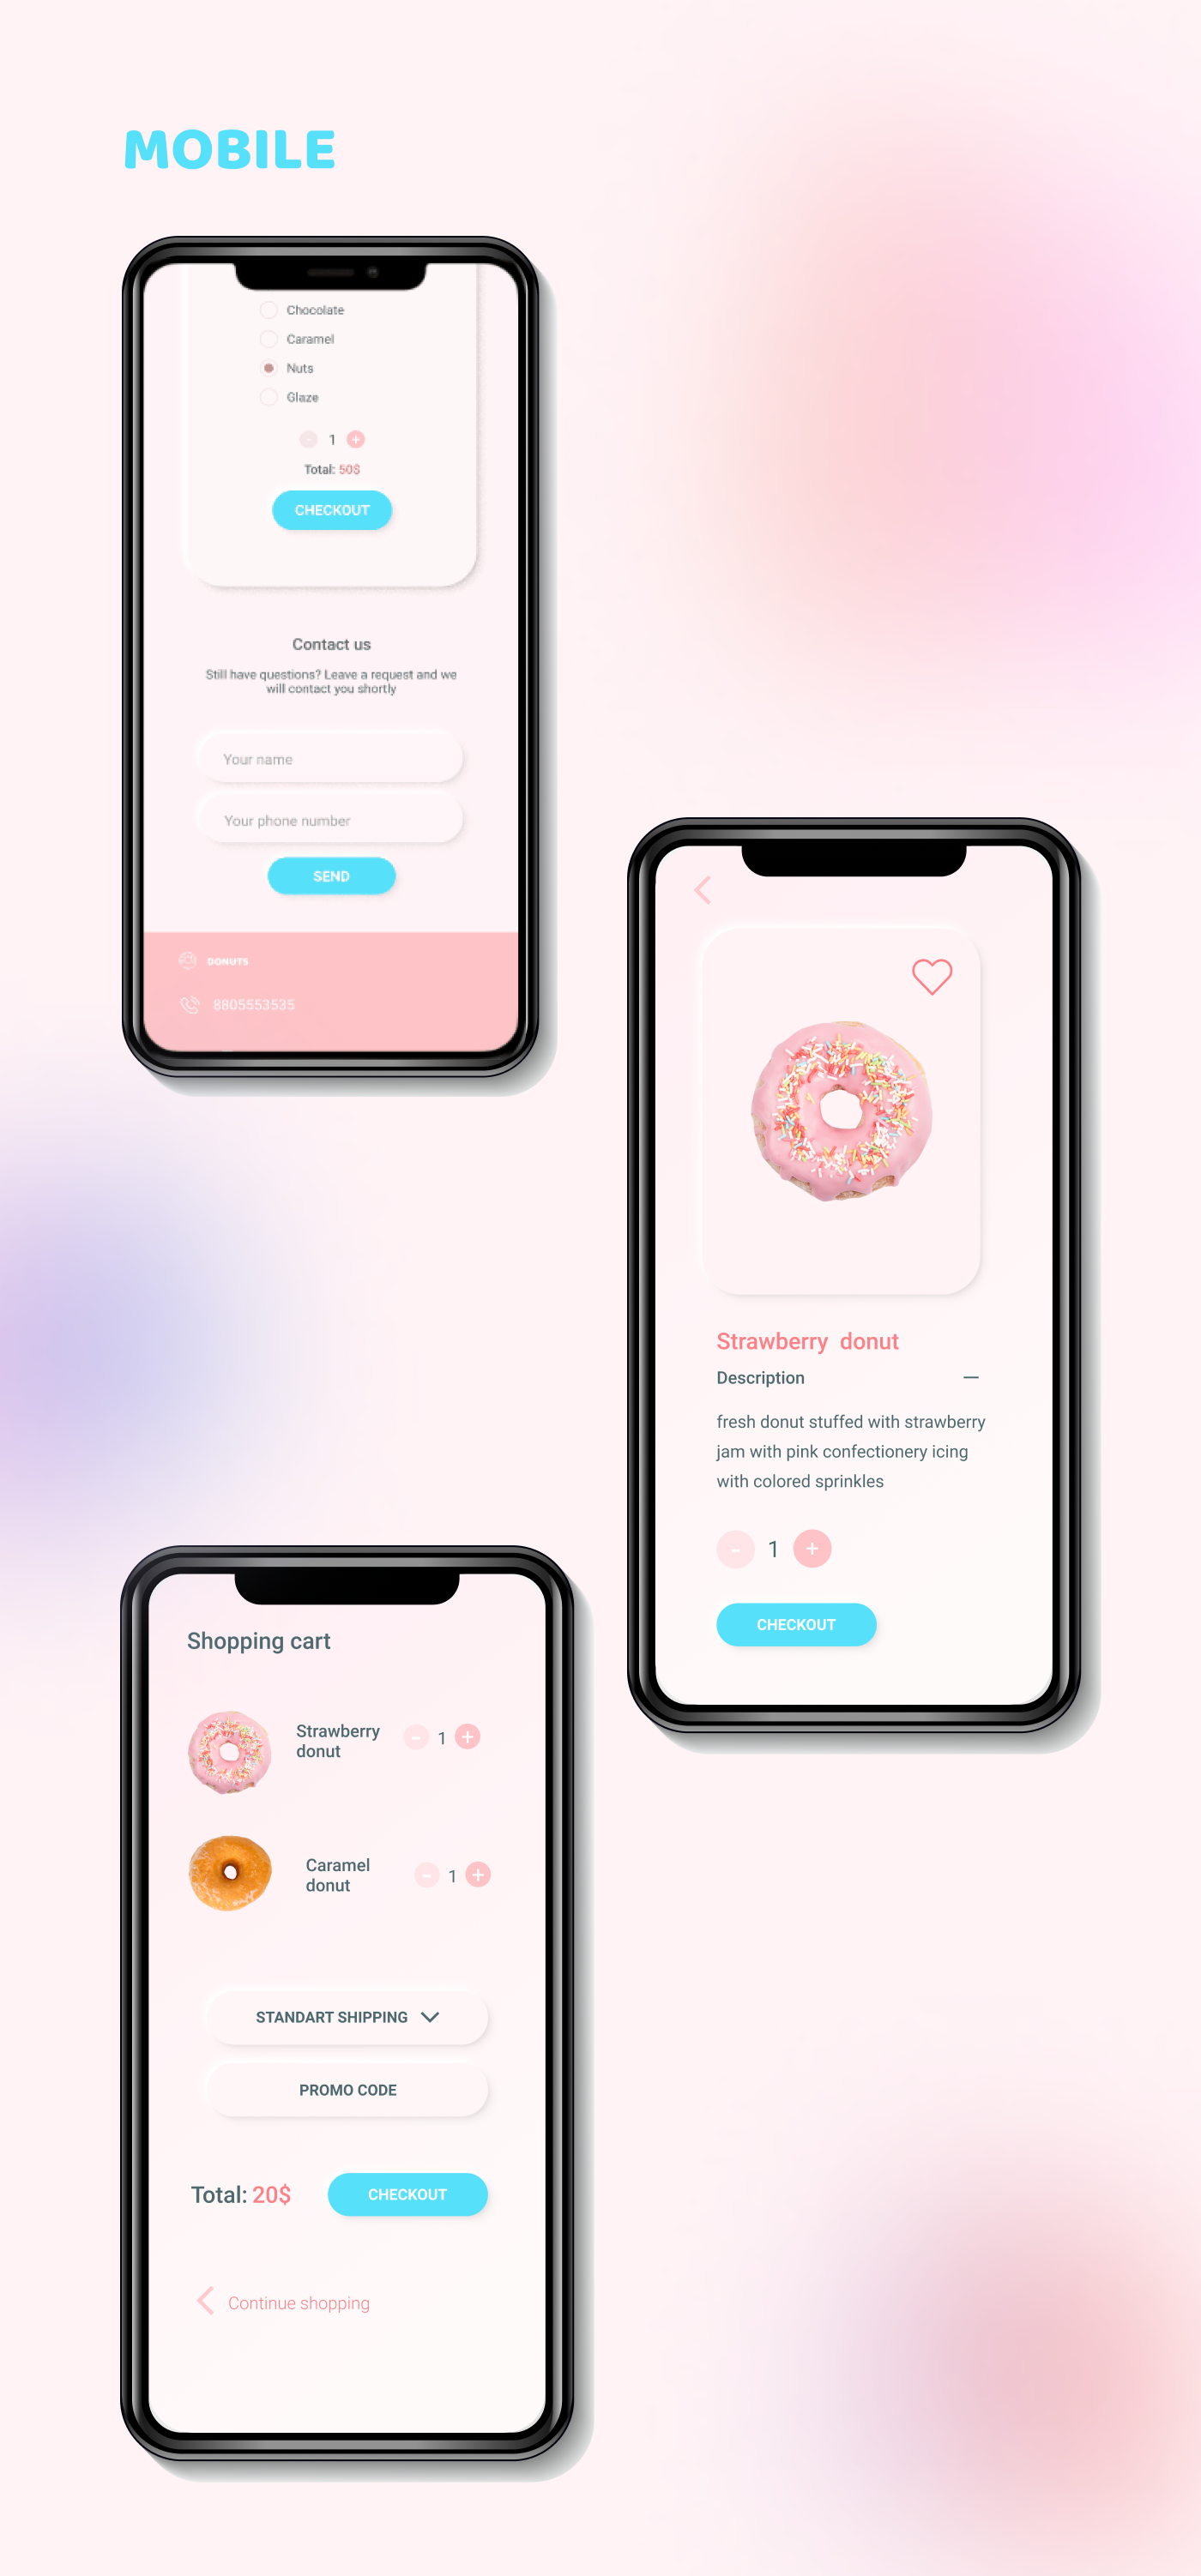 MOBILE
Chocolate
Caramel
Nuts
Glaze
- 1 +
Total: 50$
CHECKOUT
Contact us
Still have questions? Leave a request and we
will contact you shortly
Your name
Your phone number
SEND
DONUTS
8805553535
Strawberry donut
Description —
fresh donut stuffed with strawberry
jam with pink confectionery icing
with colored sprinkles
- 1 +
CHECKOUT
Shopping cart
Strawberry
donut
- 1 +
Caramel
donut
- 1 +
STANDART SHIPPING
PROMO CODE
Total: 20$
CHECKOUT
Continue shopping